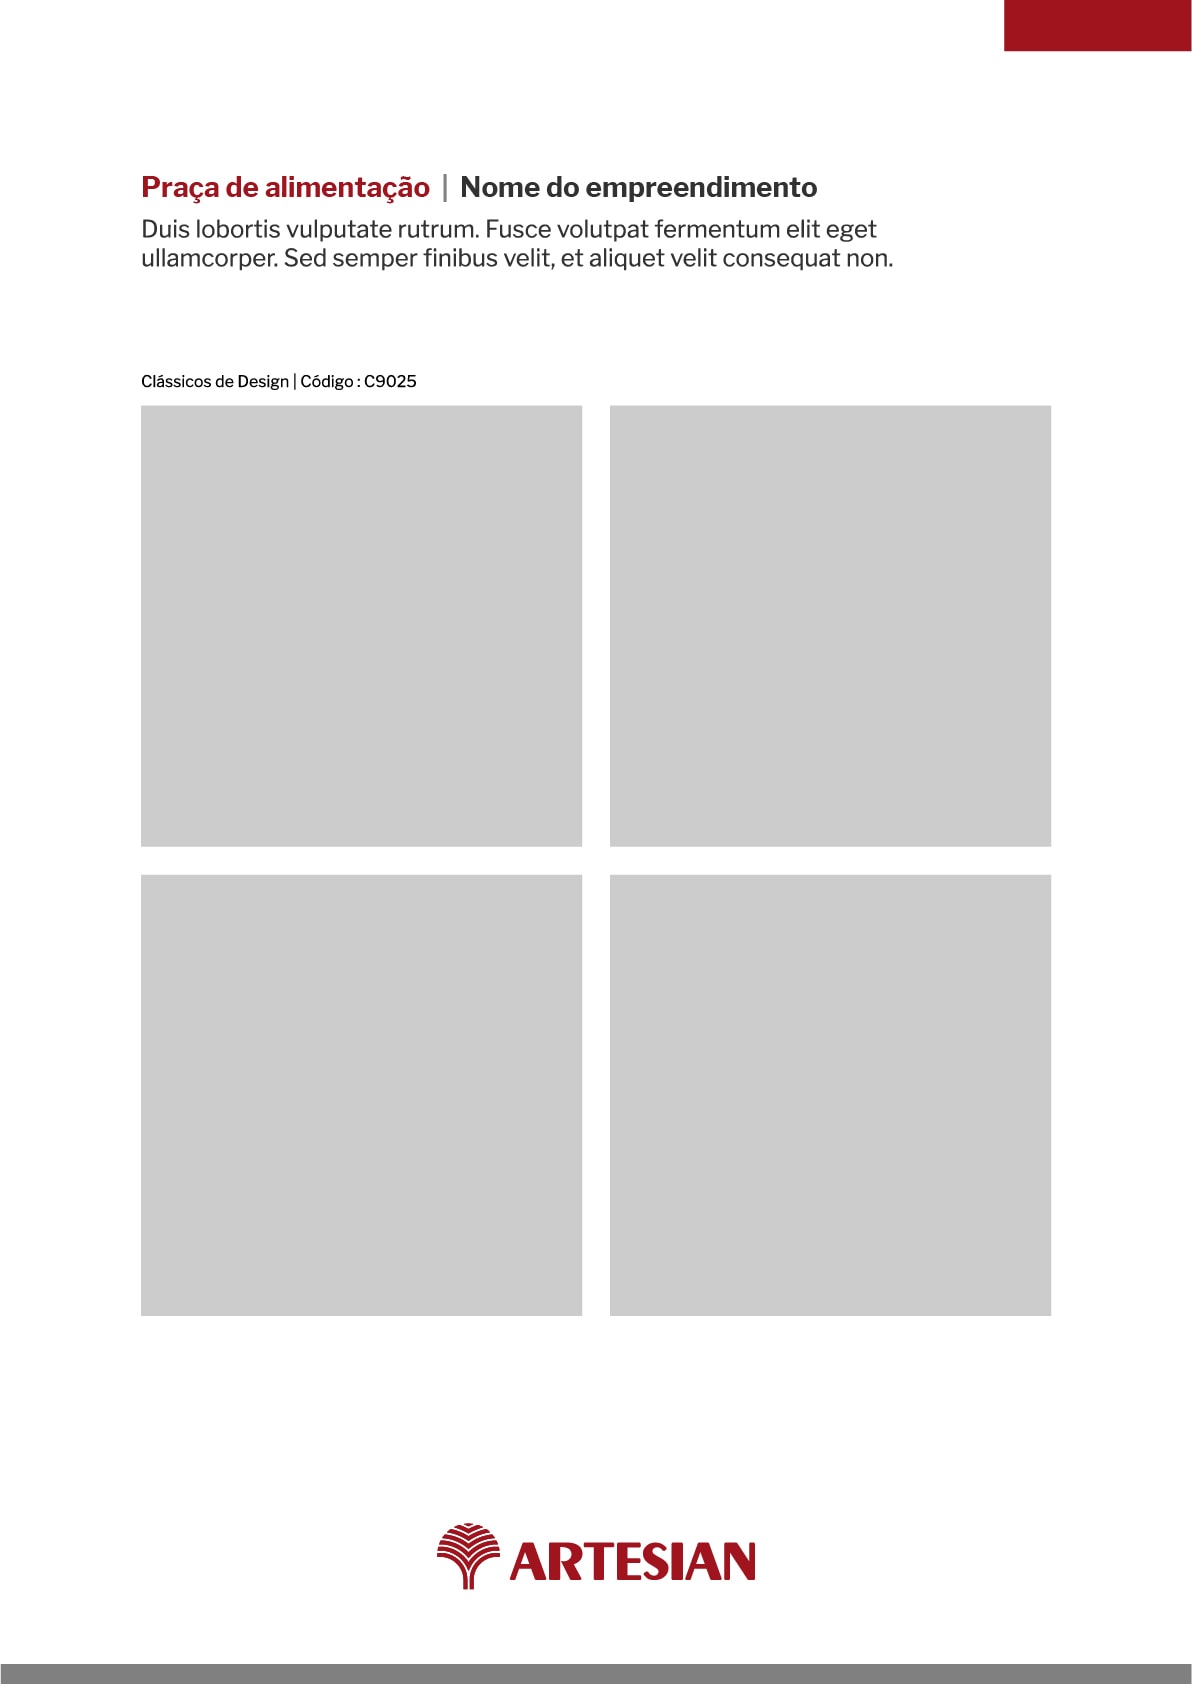 Praça de alimentação | Nome do empreendimento
Duis lobortis vulputate rutrum. Fusce volutpat fermentum elit eget
ullamcorper. Sed semper finibus velit, et aliquet velit consequat non.
Clássicos de Design | Código : C9025
ARTESIAN